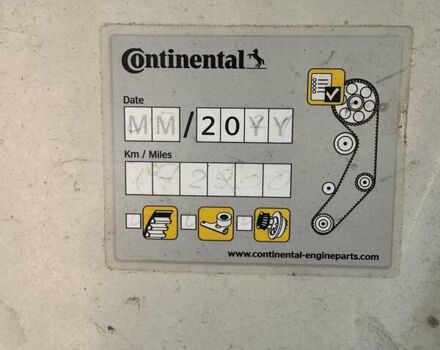 Continental
Date
MM/20YY
Km / Miles
www.continental-engineparts.com